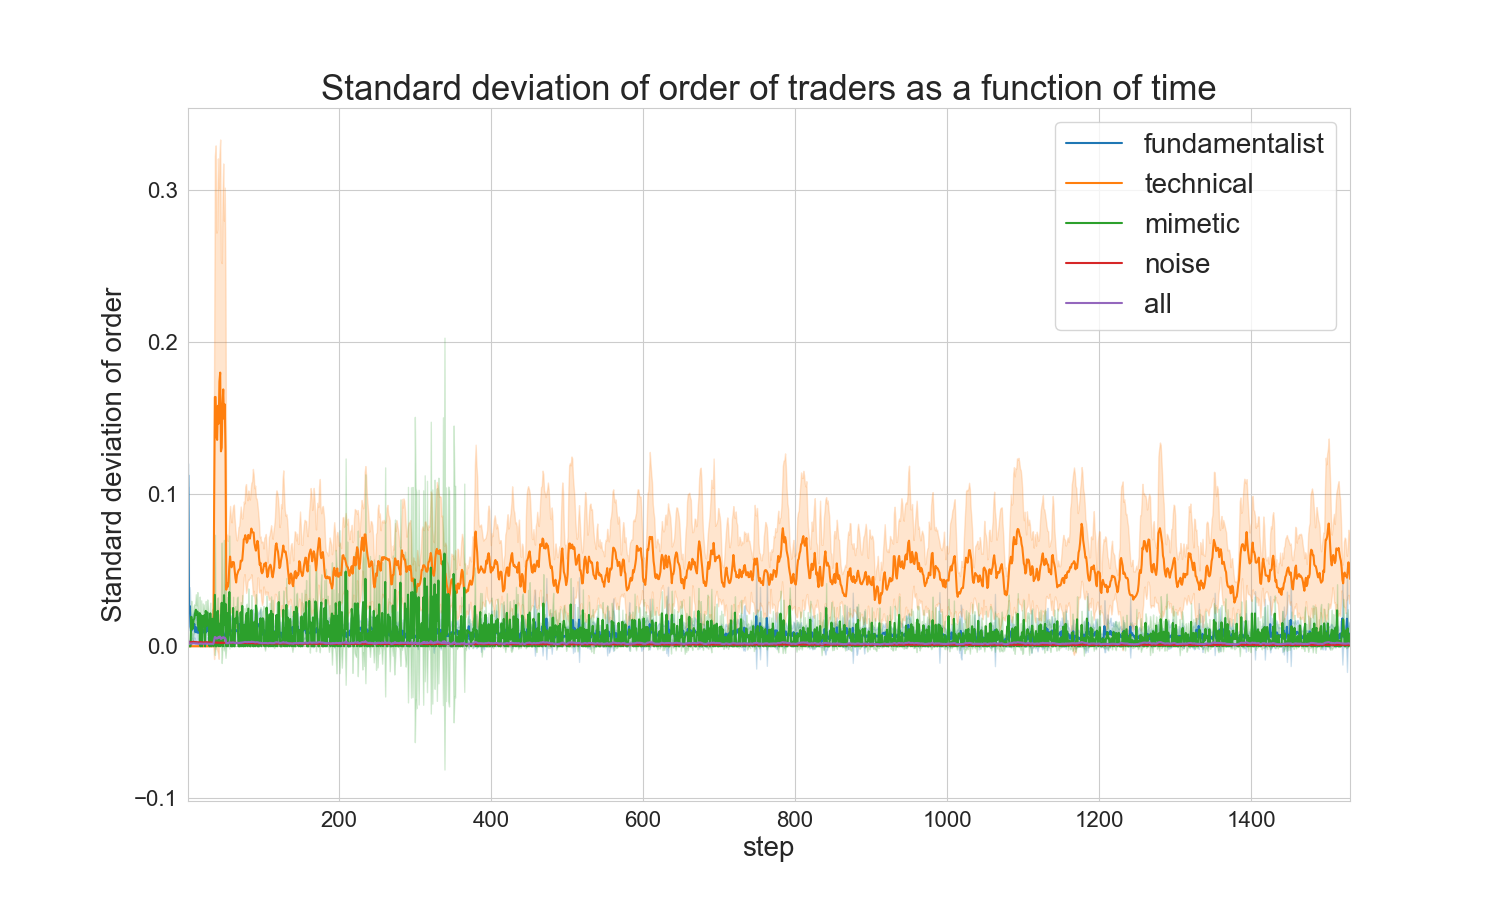 Standard deviation of order of traders as a function of time
fundamentalist
technical
mimetic
noise
all
Standard deviation of order
0.3
0.2
0.1
0.0
−0.1
200
400
600
800
1000
1200
1400
step